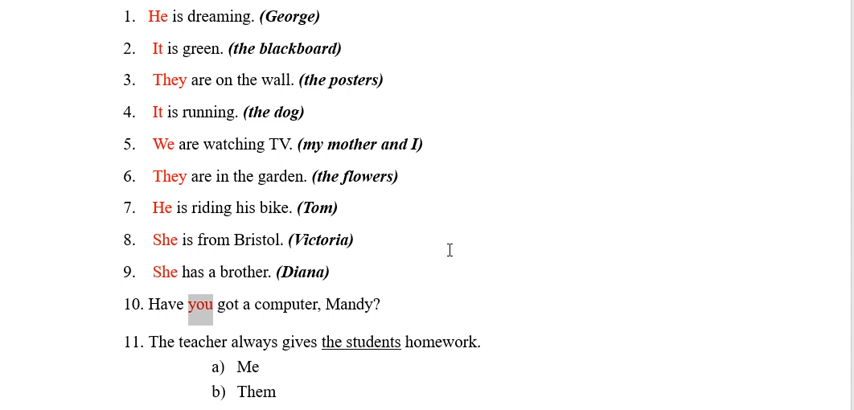 1. He is dreaming. (George)
2. It is green. (the blackboard)
3. They are on the wall. (the posters)
4. It is running. (the dog)
5. We are watching TV. (my mother and I)
6. They are in the garden. (the flowers)
7. He is riding his bike. (Tom)
8. She is from Bristol. (Victoria)
9. She has a brother. (Diana)
10. Have you got a computer, Mandy?
11. The teacher always gives the students homework.
a) Me
b) Them